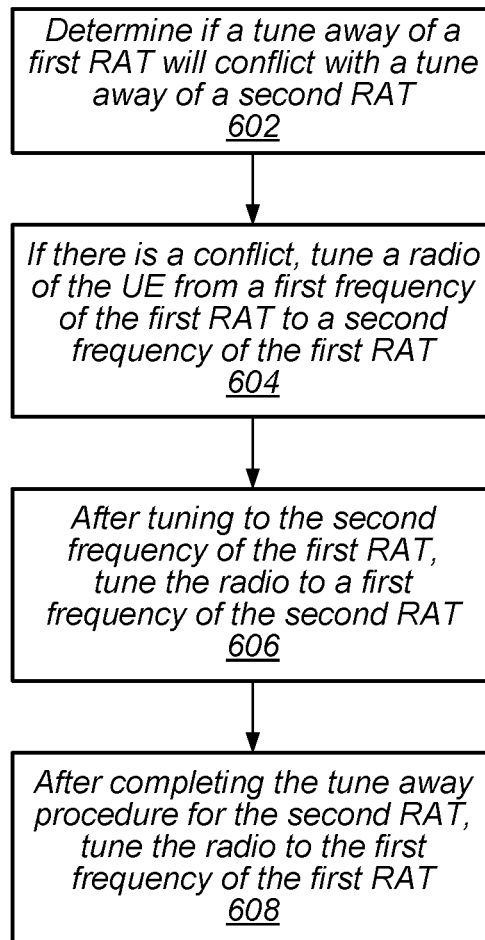 Determine if a tune away of a
first RAT will conflict with a tune
away of a second RAT
602
If there is a conflict, tune a radio
of the UE from a first frequency
of the first RAT to a second
frequency of the first RAT
604
After tuning to the second
frequency of the first RAT,
tune the radio to a first
frequency of the second RAT
606
After completing the tune away
procedure for the second RAT,
tune the radio to the first
frequency of the first RAT
608